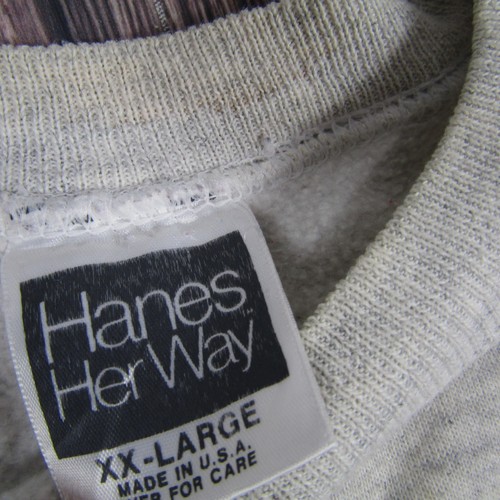 Hanes
Her Way
XX-LARGE
MADE IN U.S.A.
FOR CARE